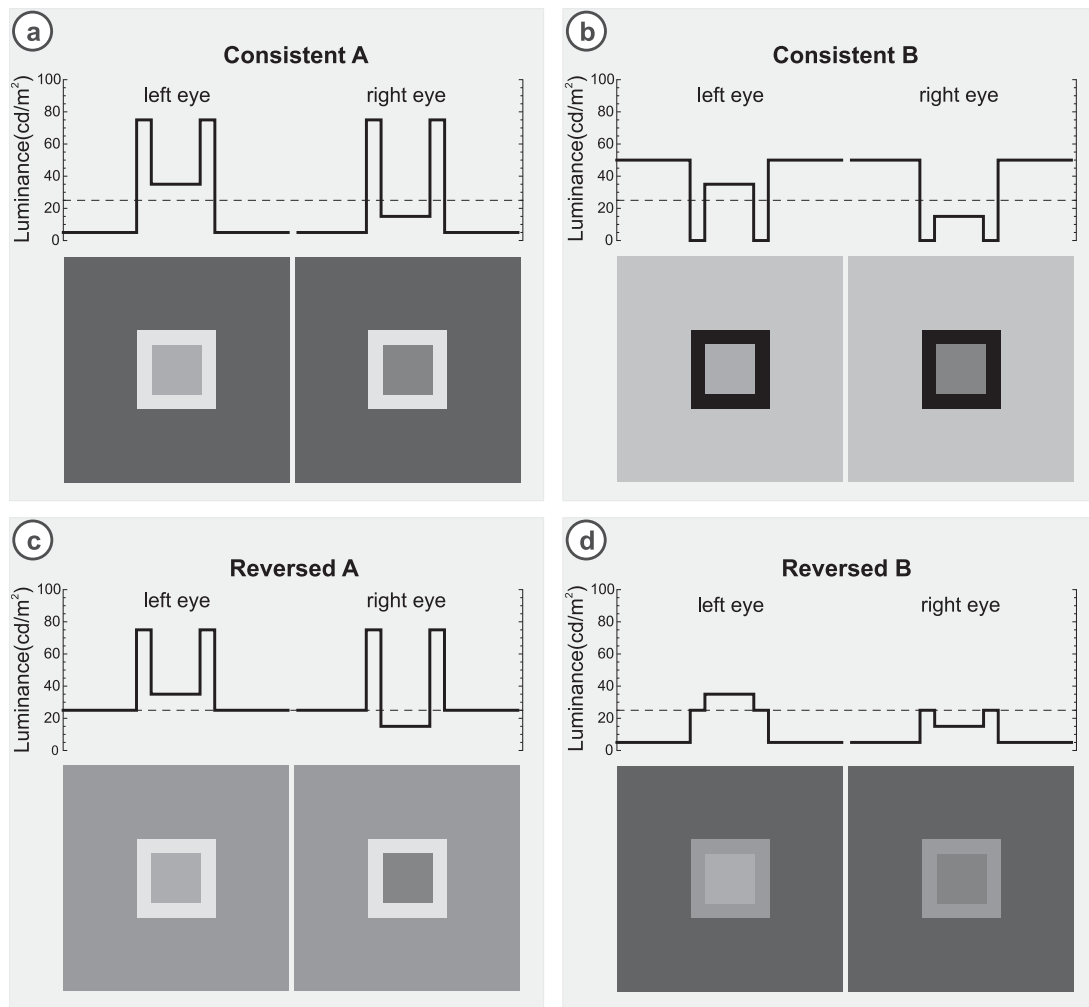 a
Consistent A
Luminance(cd/m²)
100
80
60
40
20
0
left eye
right eye
b
Consistent B
Luminance(cd/m²)
100
80
60
40
20
0
left eye
right eye
c
Reversed A
Luminance(cd/m²)
100
80
60
40
20
0
left eye
right eye
d
Reversed B
Luminance(cd/m²)
100
80
60
40
20
0
left eye
right eye